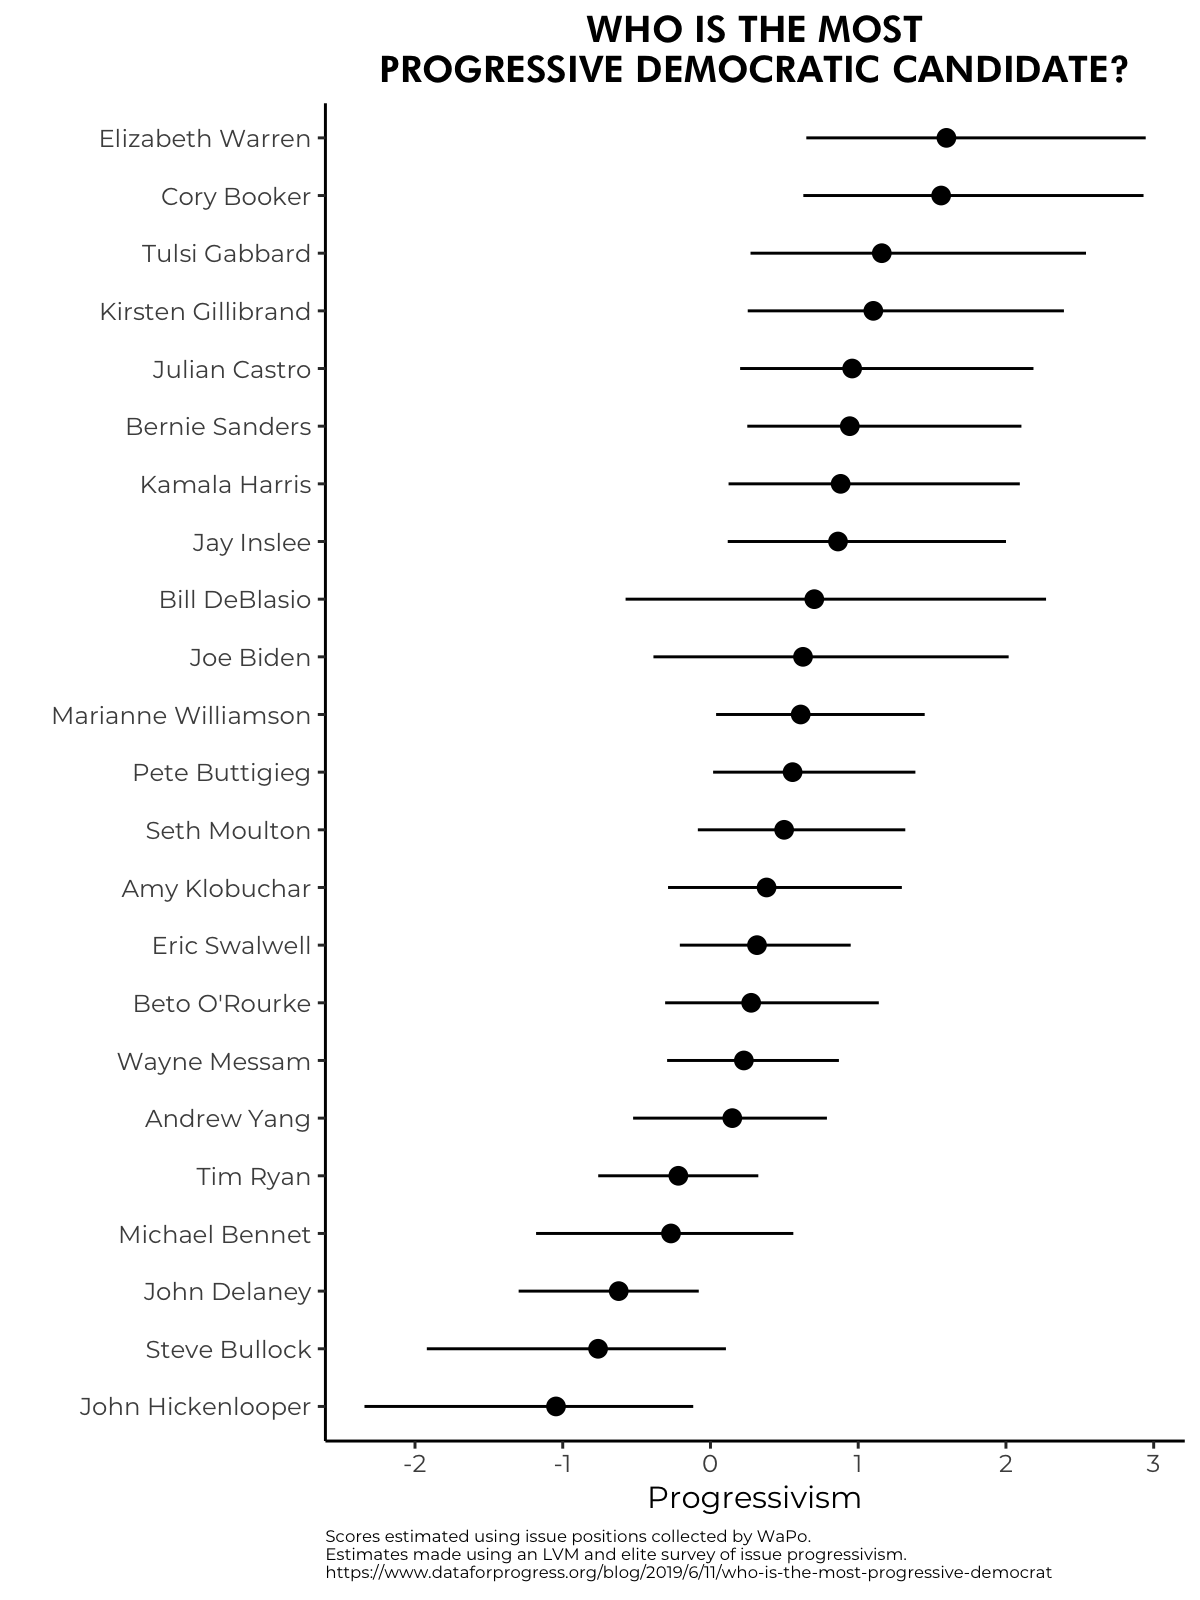 WHO IS THE MOST
PROGRESSIVE DEMOCRATIC CANDIDATE?
Elizabeth Warren
Cory Booker
Tulsi Gabbard
Kirsten Gillibrand
Julian Castro
Bernie Sanders
Kamala Harris
Jay Inslee
Bill DeBlasio
Joe Biden
Marianne Williamson
Pete Buttigieg
Seth Moulton
Amy Klobuchar
Eric Swalwell
Beto O'Rourke
Wayne Messam
Andrew Yang
Tim Ryan
Michael Bennet
John Delaney
Steve Bullock
John Hickenlooper
-2 -1 0 1 2 3
Progressivism
Scores estimated using issue positions collected by WaPo.
Estimates made using an LVM and elite survey of issue progressivism.
https://www.dataforprogress.org/blog/2019/6/11/who-is-the-most-progressive-democrat